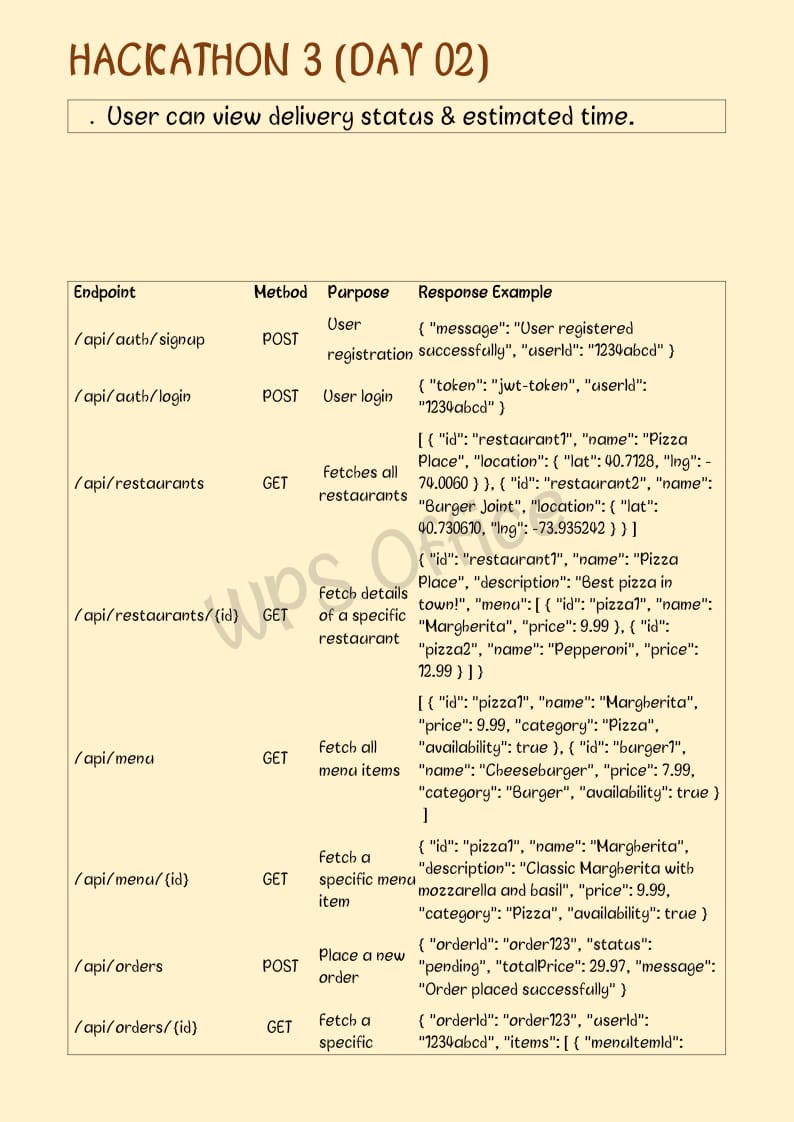 HACKATHON 3 (DAY 02)
. User can view delivery status & estimated time.
Endpoint Method Purpose Response Example
/api/auth/signup POST User registration { "message": "User registered
successfully", "userId": "1234abcd" }
/api/auth/login POST User login { "token": "jwt-token", "userId":
"1234abcd" }
/api/restaurants GET Fetches all restaurants [ { "id": "restaurant1", "name": "Pizza
Place", "location": { "lat": 40.7128, "lng": -
74.0060 } }, { "id": "restaurant2", "name":
"Burger Joint", "location": { "lat":
40.730610, "lng": -73.935242 } } ]
/api/restaurants/{id} GET Fetch details of a specific restaurant { "id": "restaurant1", "name": "Pizza
Place", "description": "Best pizza in
town!", "menu": [ { "id": "pizza1", "name":
"Margherita", "price": 9.99 }, { "id":
"pizza2", "name": "Pepperoni", "price":
12.99 } ] }
/api/menu GET Fetch all menu items [ { "id": "pizza1", "name": "Margherita",
"price": 9.99, "category": "Pizza",
"availability": true }, { "id": "burger1",
"name": "Cheeseburger", "price": 7.99,
"category": "Burger", "availability": true }
]
/api/menu/{id} GET Fetch a specific menu item { "id": "pizza1", "name": "Margherita",
"description": "Classic Margherita with
mozzarella and basil", "price": 9.99,
"category": "Pizza", "availability": true }
/api/orders POST Place a new order { "orderId": "order123", "status":
"pending", "totalPrice": 29.97, "message":
"Order placed successfully" }
/api/orders/{id} GET Fetch a specific { "orderId": "order123", "userId":
"1234abcd", "items": [ { "menuItemId":
WPS Office